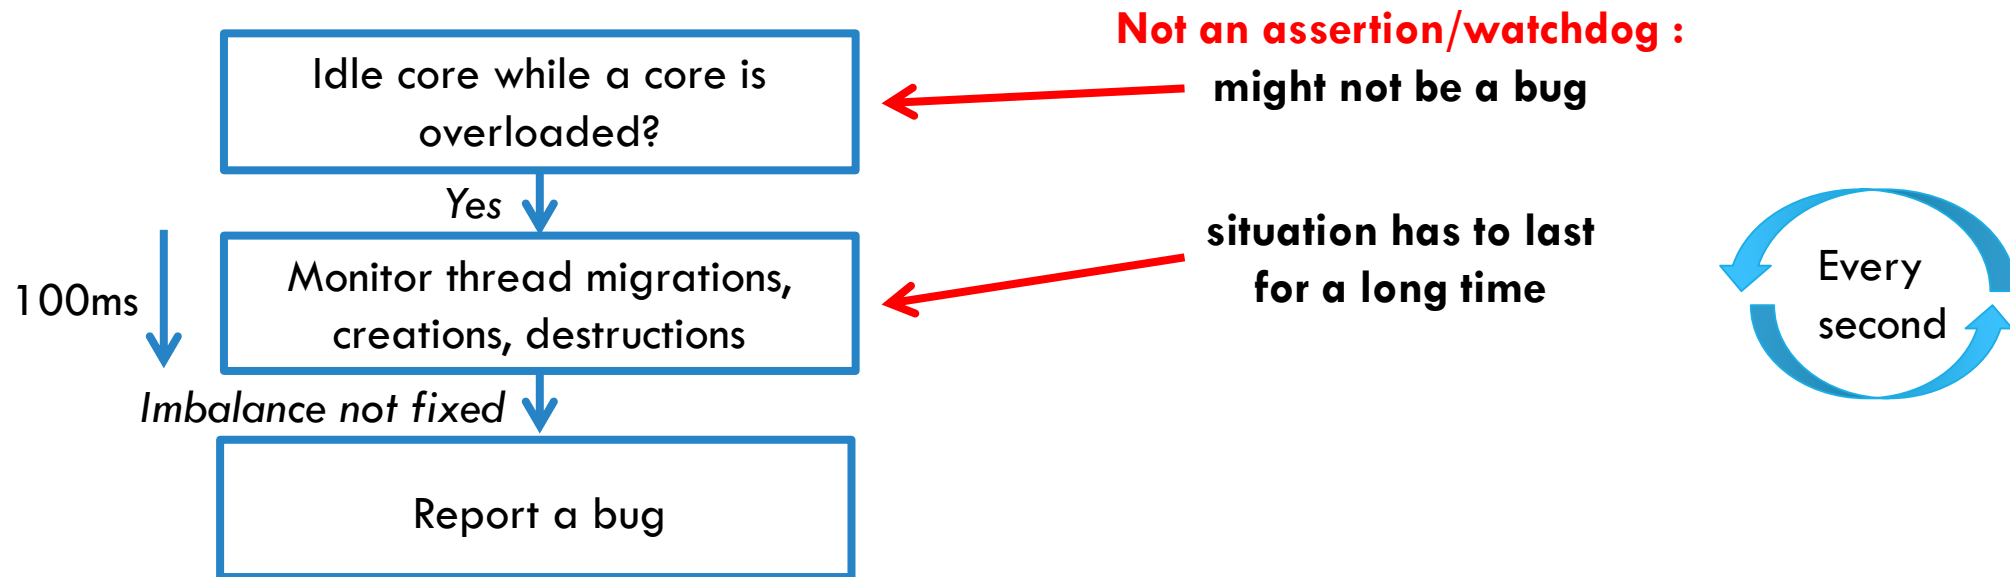 Not an assertion/watchdog :
might not be a bug
Idle core while a core is
overloaded?
Yes
situation has to last
for a long time
Monitor thread migrations,
creations, destructions
100ms
Every
second
Imbalance not fixed
Report a bug